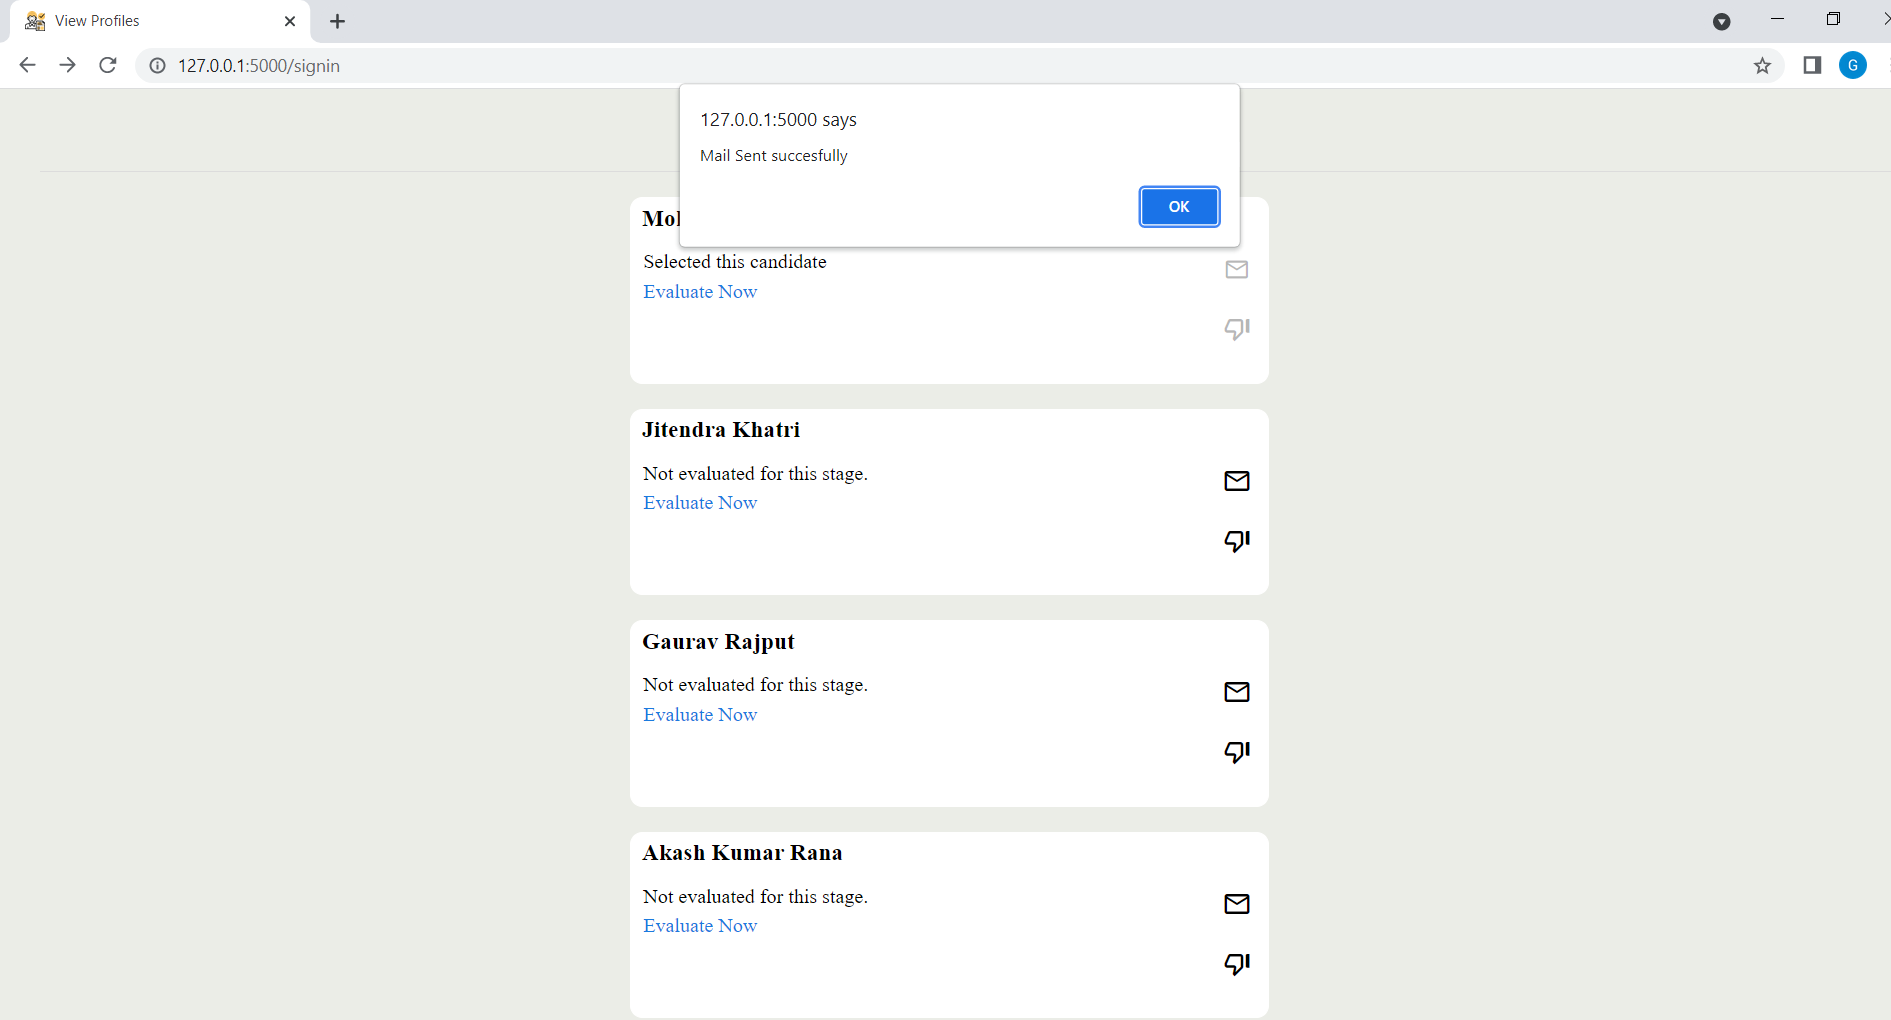 View Profiles
127.0.0.1:5000/signin
G
127.0.0.1:5000 says
Mail Sent succesfully
OK
Selected this candidate
Evaluate Now
Jitendra Khatri
Not evaluated for this stage.
Evaluate Now
Gaurav Rajput
Not evaluated for this stage.
Evaluate Now
Akash Kumar Rana
Not evaluated for this stage.
Evaluate Now